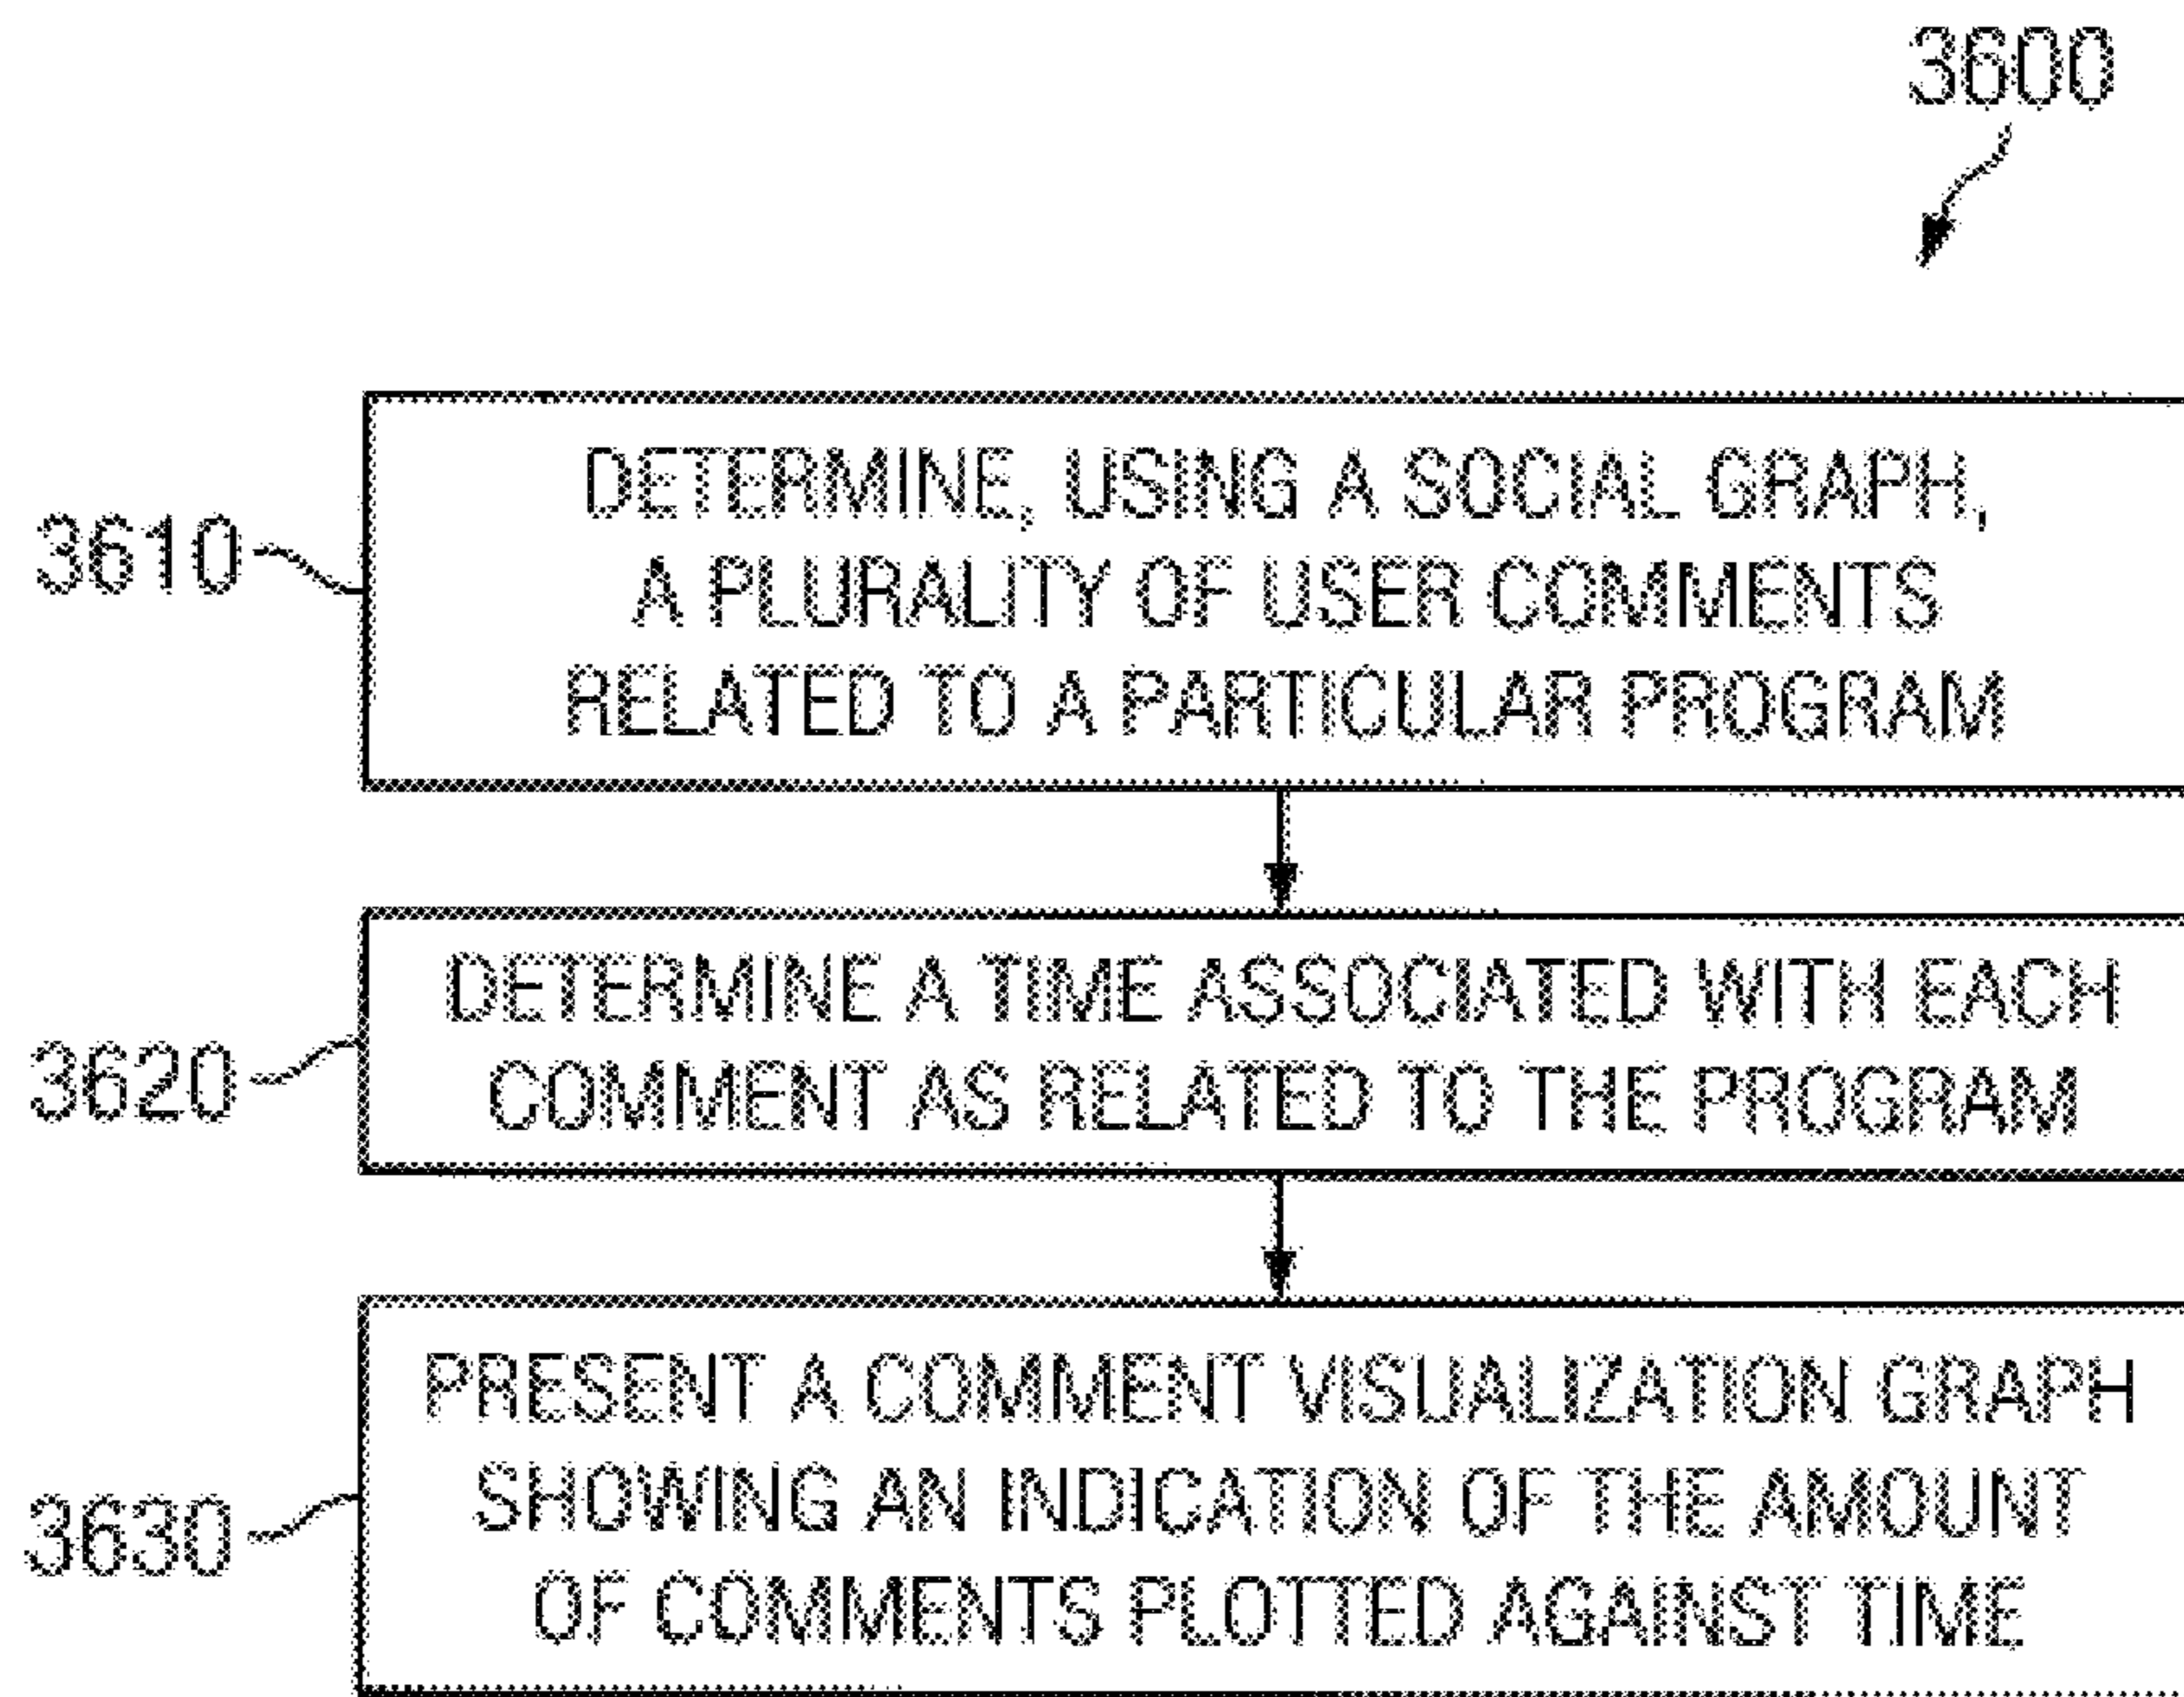 3600
3610
DETERMINE, USING A SOCIAL GRAPH,
A PLURALITY OF USER COMMENTS
RELATED TO A PARTICULAR PROGRAM
3620
DETERMINE A TIME ASSOCIATED WITH EACH
COMMENT AS RELATED TO THE PROGRAM
3630
PRESENT A COMMENT VISUALIZATION GRAPH
SHOWING AN INDICATION OF THE AMOUNT
OF COMMENTS PLOTTED AGAINST TIME